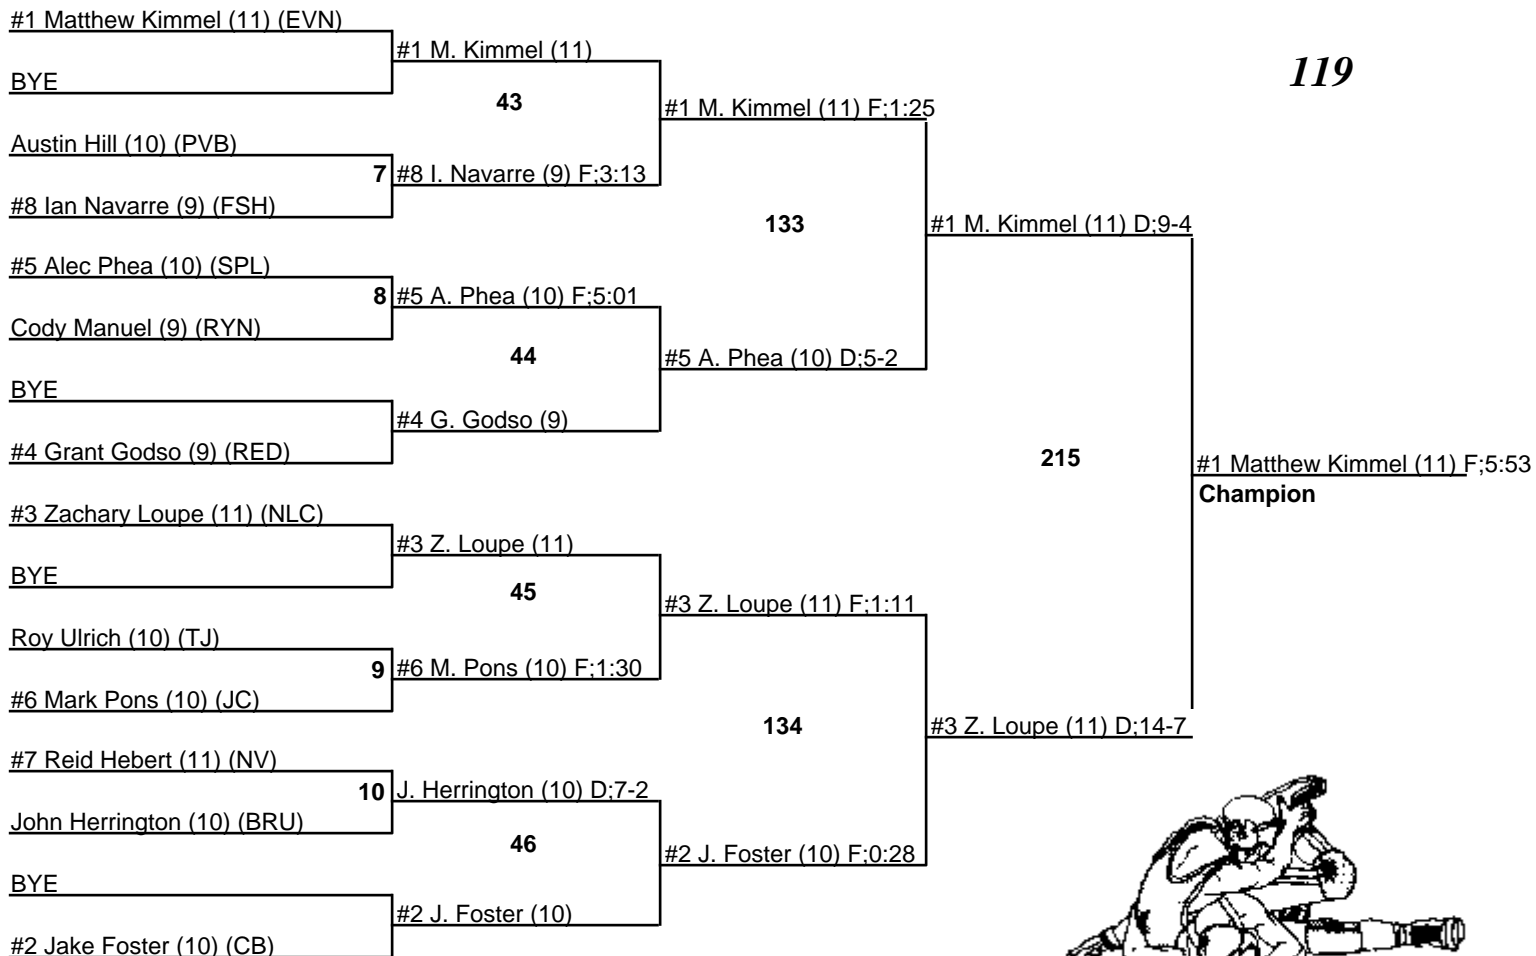 #1 Matthew Kimmel (11) (EVN)
BYE
Austin Hill (10) (PVB)
#8 Ian Navarre (9) (FSH)
#5 Alec Phea (10) (SPL)
Cody Manuel (9) (RYN)
BYE
#4 Grant Godso (9) (RED)
#3 Zachary Loupe (11) (NLC)
BYE
Roy Ulrich (10) (TJ)
#6 Mark Pons (10) (JC)
#7 Reid Hebert (11) (NV)
John Herrington (10) (BRU)
BYE
#2 Jake Foster (10) (CB)
#1 M. Kimmel (11)
43
7 #8 I. Navarre (9) F;3:13
8 #5 A. Phea (10) F;5:01
44
#4 G. Godso (9)
#3 Z. Loupe (11)
45
9 #6 M. Pons (10) F;1:30
10 J. Herrington (10) D;7-2
46
#2 J. Foster (10)
#1 M. Kimmel (11) F;1:25
133
#5 A. Phea (10) D;5-2
#3 Z. Loupe (11) F;1:11
134
#2 J. Foster (10) F;0:28
#1 M. Kimmel (11) D;9-4
215
#3 Z. Loupe (11) D;14-7
119
#1 Matthew Kimmel (11) F;5:53
Champion